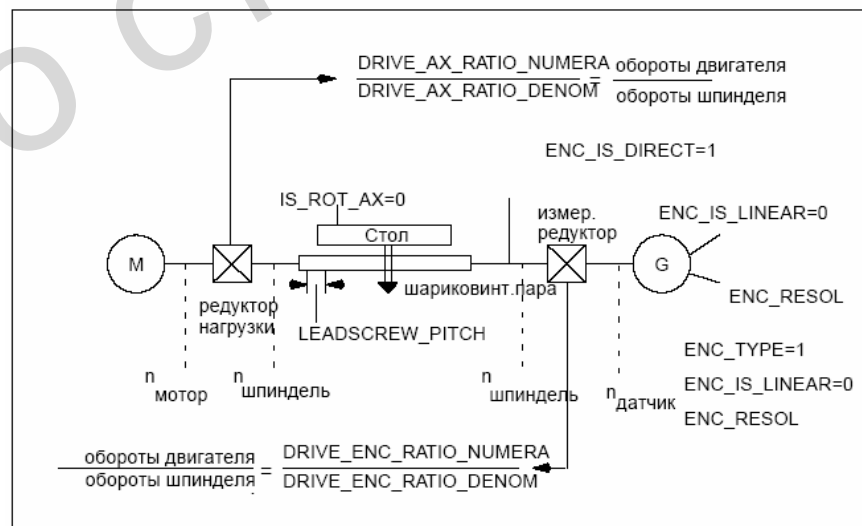 DRIVE_AX_RATIO_NUMERA = обороты двигателя
DRIVE_AX_RATIO_DENOM обороты шпинделя
ENC_IS_DIRECT=1
IS_ROT_AX=0
измер.
редуктор
ENC_IS_LINEAR=0
Стол
M
G
шариковинт.пара
редуктор
нагрузки
LEADSCREW_PITCH
ENC_RESOL
ENC_TYPE=1
n мотор
n шпиндель
n шпиндель
n датчик
ENC_IS_LINEAR=0
ENC_RESOL
обороты двигателя = DRIVE_ENC_RATIO_NUMERA
обороты шпинделя DRIVE_ENC_RATIO_DENOM